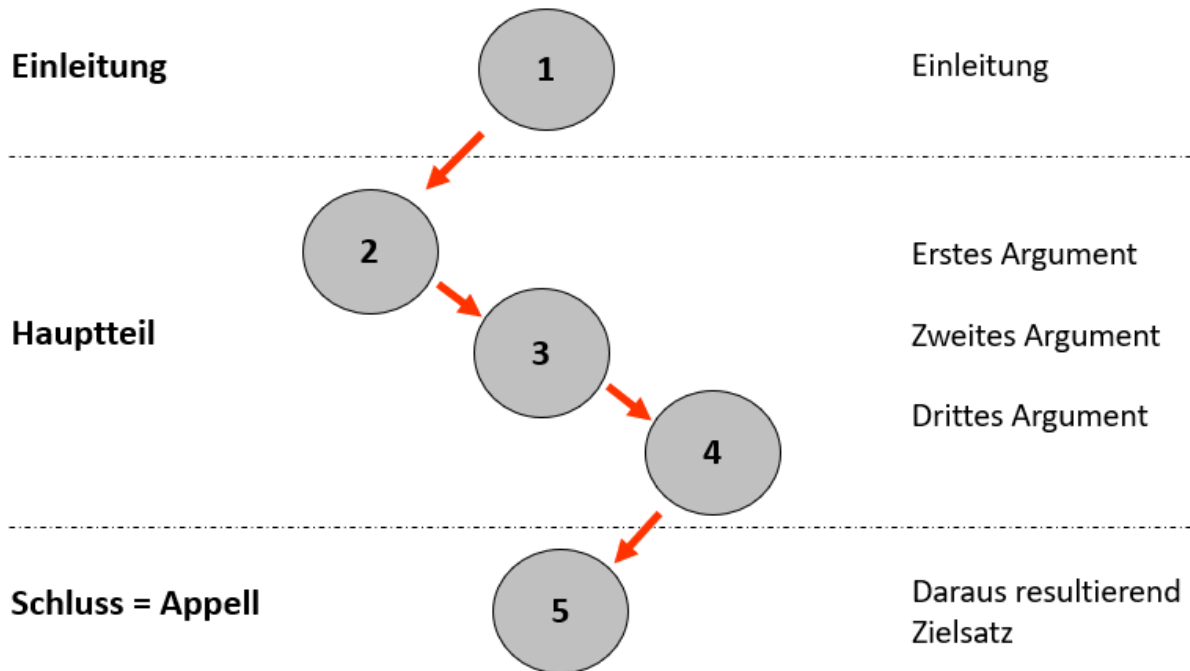 Einleitung
1
Einleitung
2
Erstes Argument
Hauptteil
3
Zweites Argument
Drittes Argument
4
Schluss = Appell
5
Daraus resultierend
Zielsatz